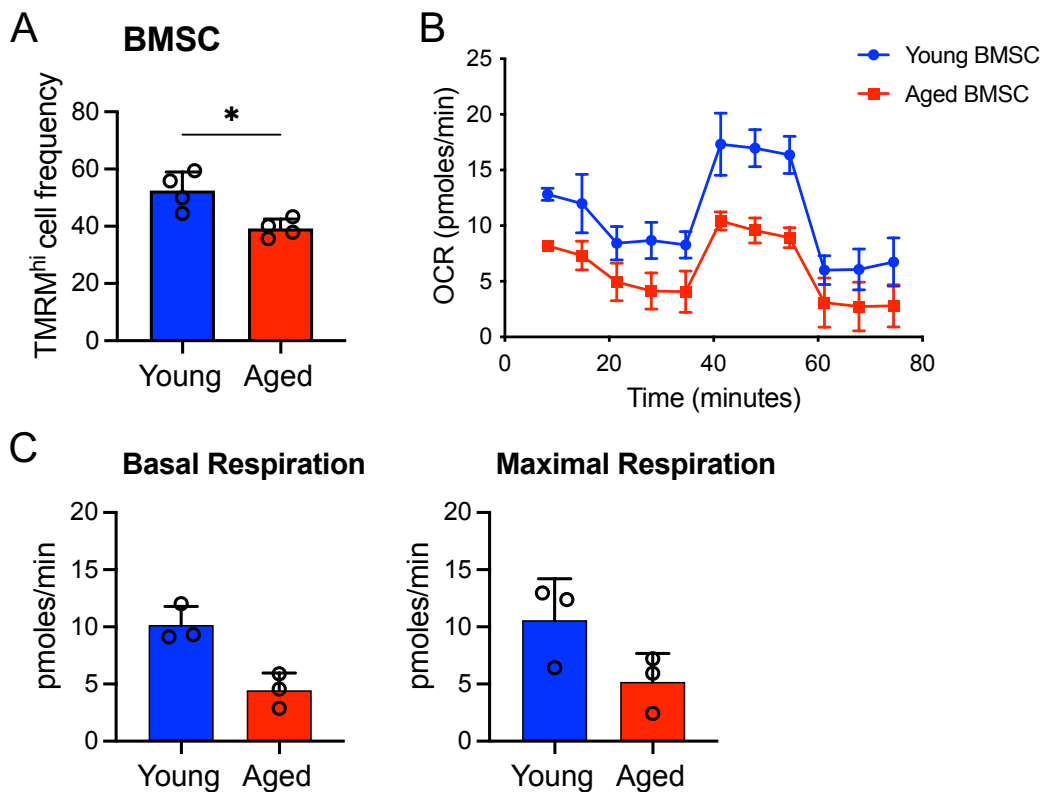 A
BMSC
TMRMhi cell frequency
80
60
40
20
0
*
Young
Aged
B
OCR (pmoles/min)
25
20
15
10
5
0
0
20
40
60
80
Time (minutes)
Young BMSC
Aged BMSC
C
Basal Respiration
pmoles/min
20
15
10
5
0
Young
Aged
Maximal Respiration
pmoles/min
20
15
10
5
0
Young
Aged